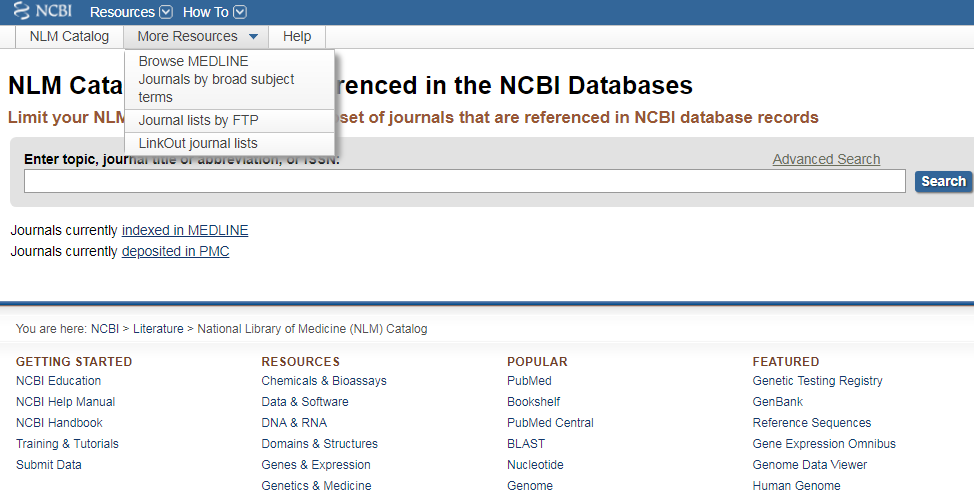 NCBI Resources How To
NLM Catalog More Resources Help
Browse MEDLINE
Journals by broad subject
terms
Journal lists by FTP
LinkOut journal lists
NLM Cata renced in the NCBI Databases
Limit your NLM set of journals that are referenced in NCBI database records
Enter topic, journal title or abbreviation, or ISSN:
Advanced Search
Search
Journals currently indexed in MEDLINE
Journals currently deposited in PMC
You are here: NCBI > Literature > National Library of Medicine (NLM) Catalog
GETTING STARTED
NCBI Education
NCBI Help Manual
NCBI Handbook
Training & Tutorials
Submit Data
RESOURCES
Chemicals & Bioassays
Data & Software
DNA & RNA
Domains & Structures
Genes & Expression
Genetics & Medicine
POPULAR
PubMed
Bookshelf
PubMed Central
BLAST
Nucleotide
Genome
FEATURED
Genetic Testing Registry
GenBank
Reference Sequences
Gene Expression Omnibus
Genome Data Viewer
Human Genome